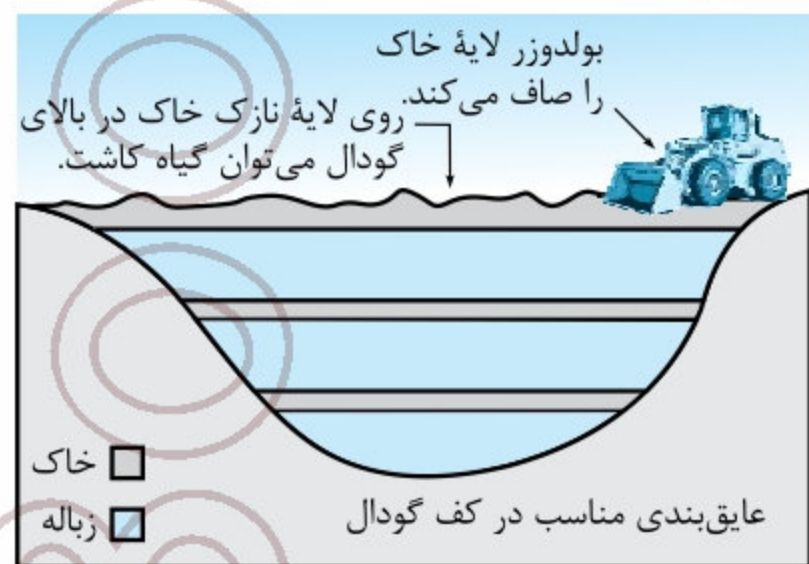 بولدوزر لایهٔ خاک
را صاف می‌کند.
روی لایهٔ نازک خاک در بالای
گودال می‌توان گیاه کاشت.
خاک
زباله
عایق‌بندی مناسب در کف گودال